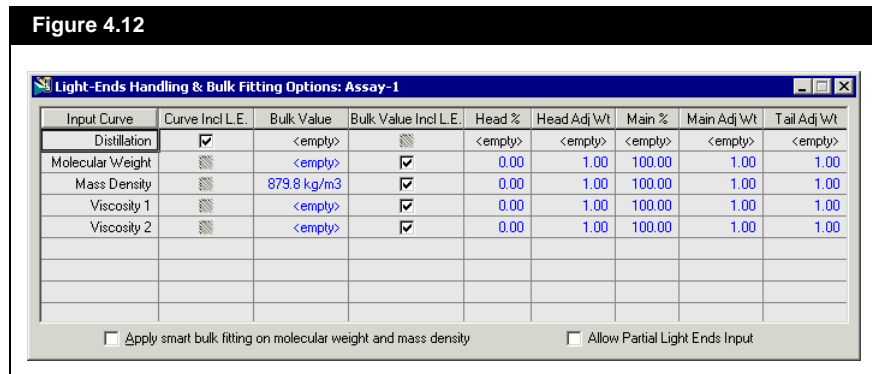 Figure 4.12
Light-Ends Handling & Bulk Fitting Options: Assay-1
Input Curve Curve Incl L.E. Bulk Value Bulk Value Incl L.E. Head % Head Adj Wt Main % Main Adj Wt Tail Adj Wt
Distillation <empty> <empty> <empty> <empty> <empty> <empty>
Molecular Weight <empty> 0.00 1.00 100.00 1.00 1.00
Mass Density 879.8 kg/m3 0.00 1.00 100.00 1.00 1.00
Viscosity 1 <empty> 0.00 1.00 100.00 1.00 1.00
Viscosity 2 <empty> 0.00 1.00 100.00 1.00 1.00
Apply smart bulk fitting on molecular weight and mass density Allow Partial Light Ends Input